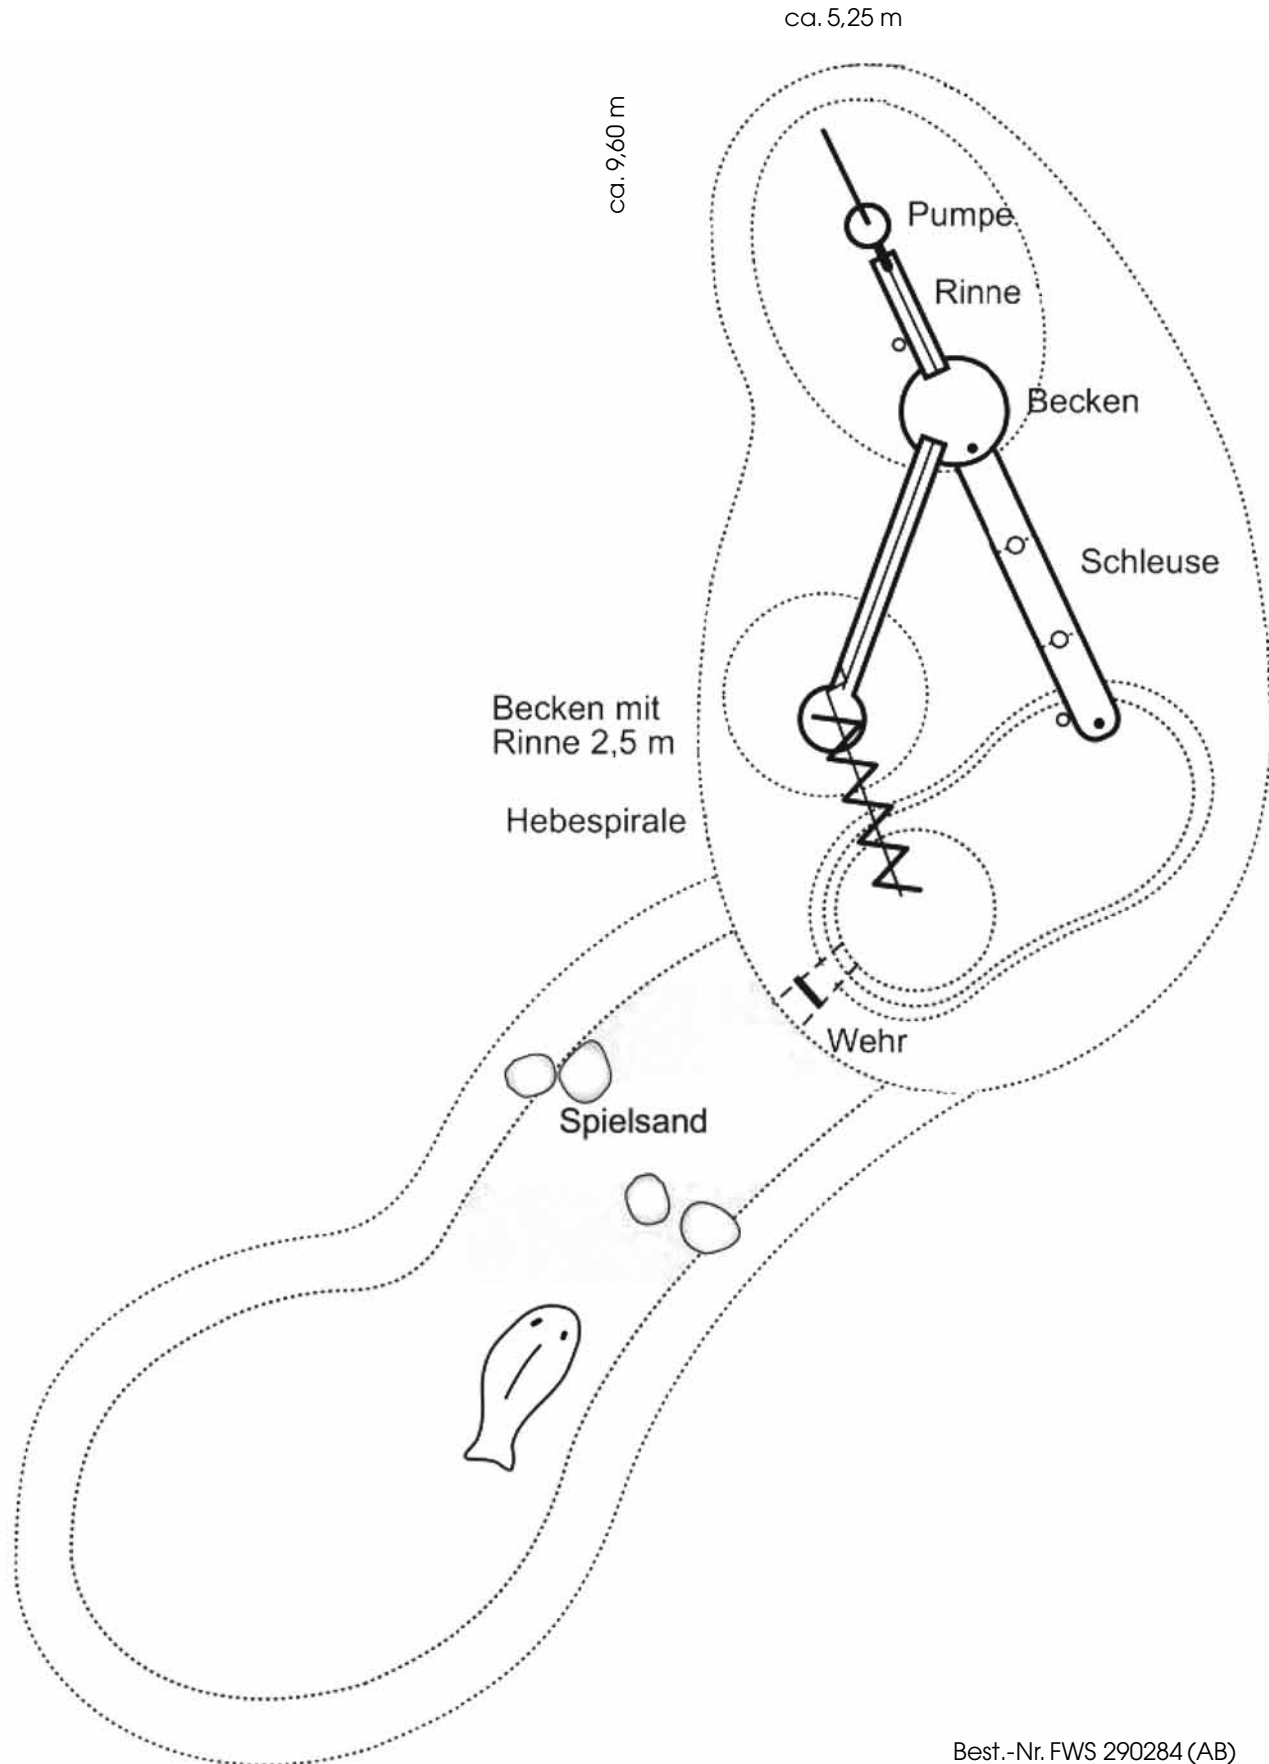 ca. 5,25 m
ca. 9,60 m
Pumpe
Rinne
Becken
Schleuse
Becken mit
Rinne 2,5 m
Hebespirale
Wehr
Spielsand
Best.-Nr. FWS 290284 (AB)